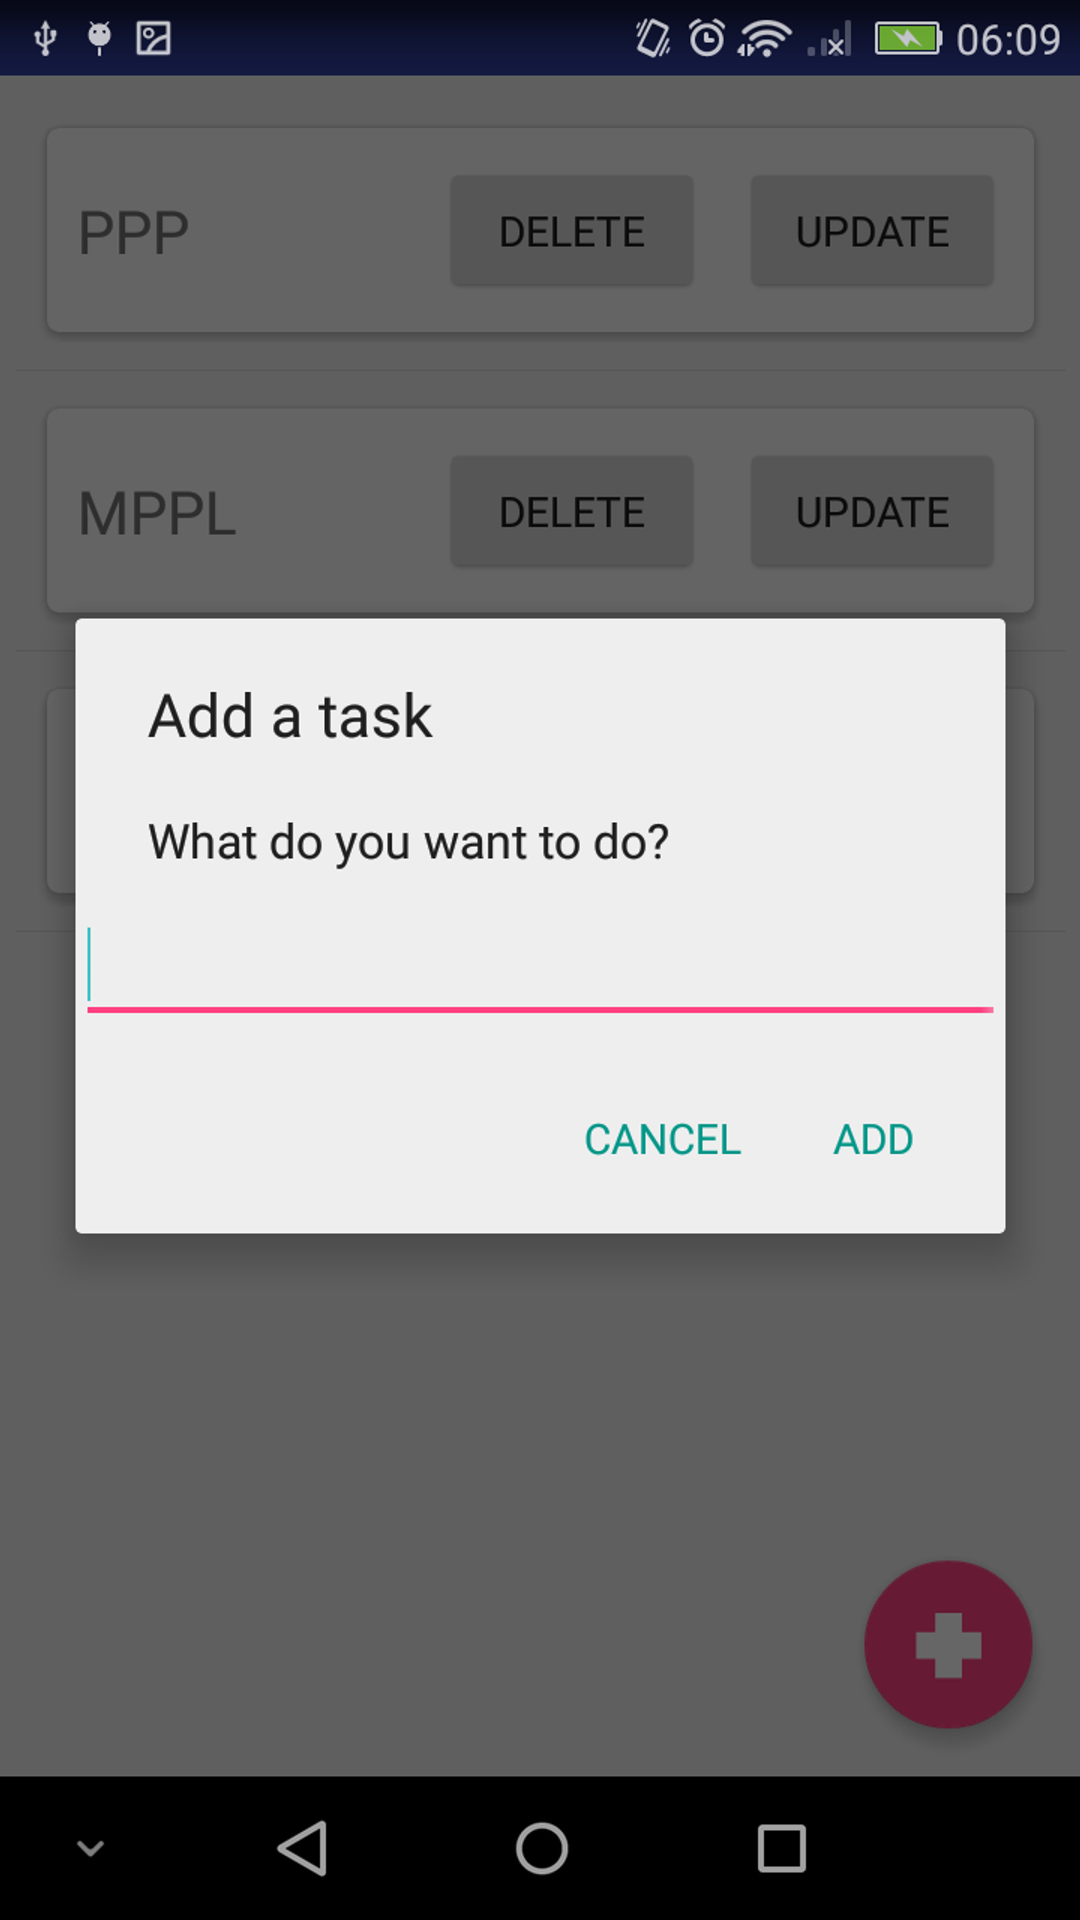 06:09
PPP DELETE UPDATE
MPPL DELETE UPDATE
Add a task
What do you want to do?
CANCEL ADD